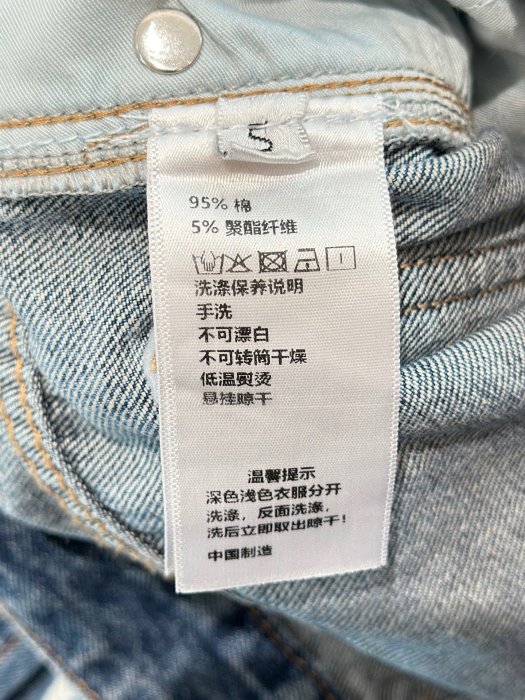 S
95% 棉
5% 聚酯纤维
洗涤保养说明
手洗
不可漂白
不可转筒干燥
低温熨烫
悬挂晾干
温馨提示
深色浅色衣服分开
洗涤，反面洗涤，
洗后立即取出晾干！
中国制造